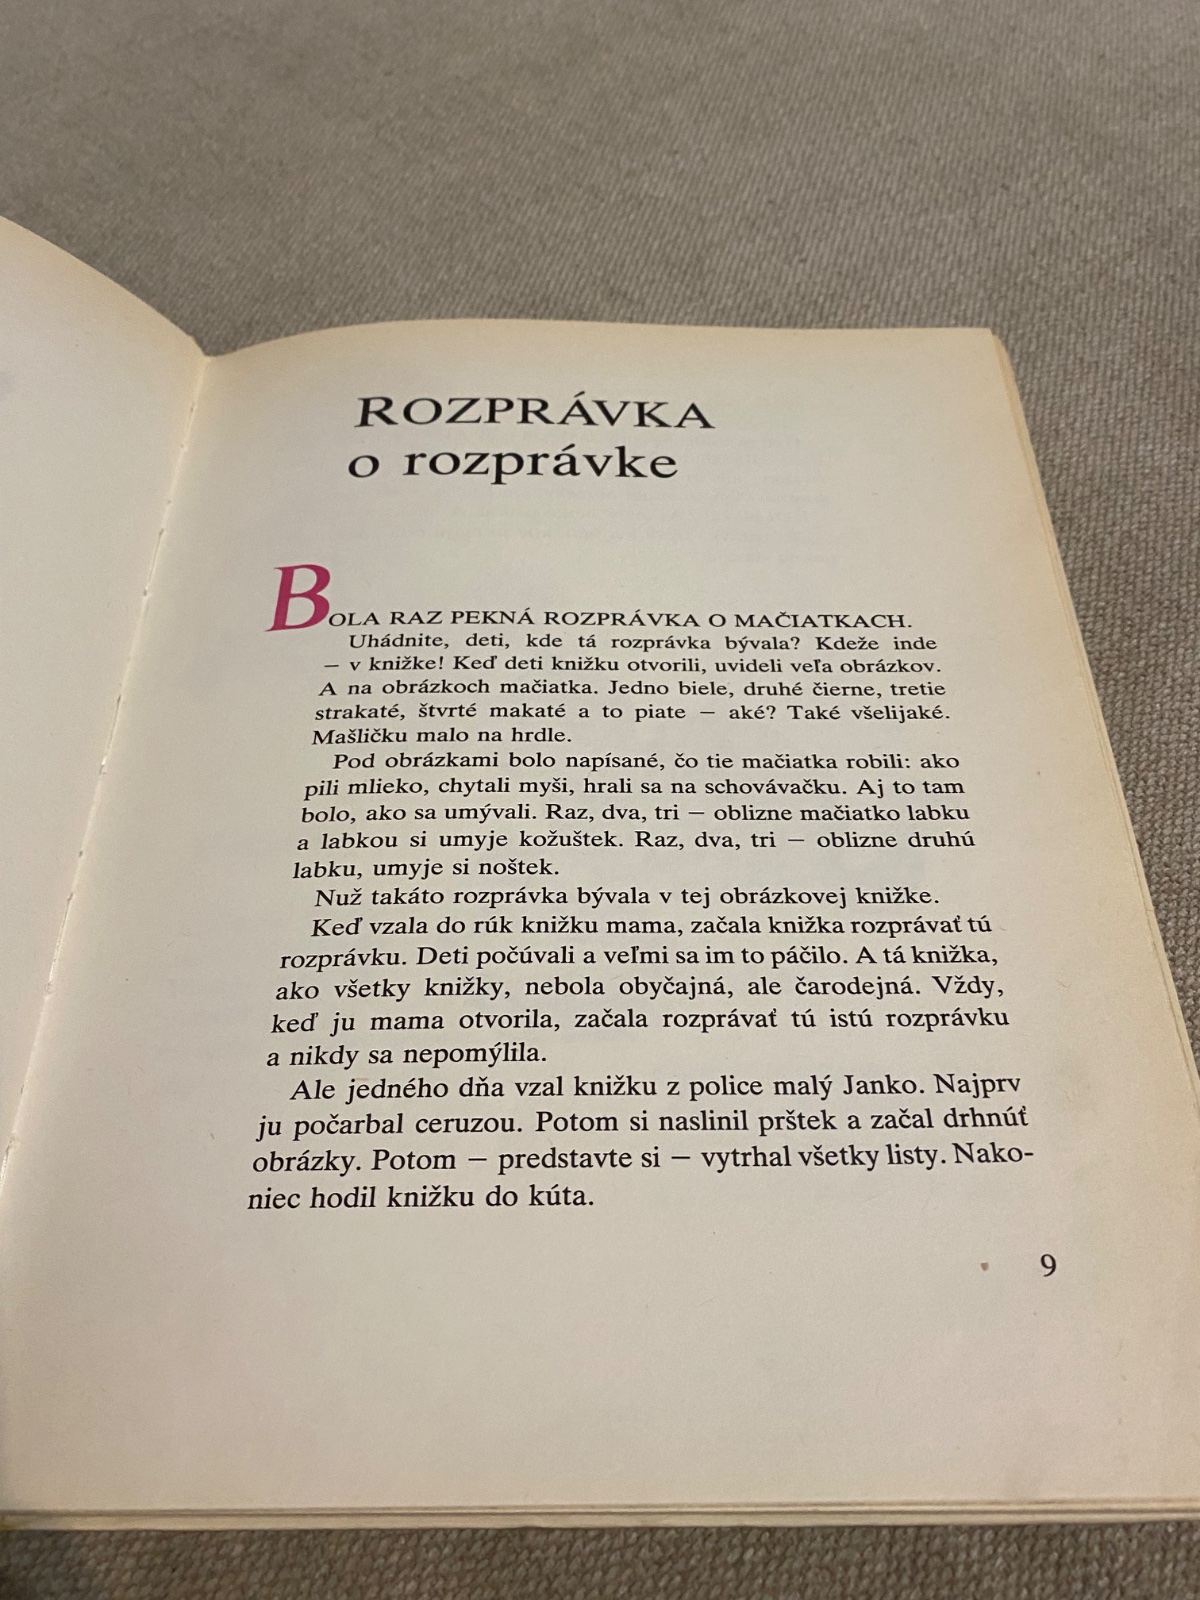 ROZPRÁVKA
o rozprávke
BOLA RAZ PEKNÁ ROZPRÁVKA O MAČIATKACH.
Uhádnite, deti, kde tá rozprávka bývala? Kdeže inde
– v knižke! Keď deti knižku otvorili, uvideli veľa obrázkov.
A na obrázkoch mačiatka. Jedno biele, druhé čierne, tretie
strakaté, štvrté makaté a to piate – aké? Také všelijaké.
Mašličku malo na hrdle.
Pod obrázkami bolo napísané, čo tie mačiatka robili: ako
pili mlieko, chytali myši, hrali sa na schovávačku. Aj to tam
bolo, ako sa umývali. Raz, dva, tri – oblizne mačiatko labku
a labkou si umyje kožuštek. Raz, dva, tri – oblizne druhú
labku, umyje si noštek.
Nuž takáto rozprávka bývala v tej obrázkovej knižke.
Keď vzala do rúk knižku mama, začala knižka rozprávať tú
rozprávku. Deti počúvali a veľmi sa im to páčilo. A tá knižka,
ako všetky knižky, nebola obyčajná, ale čarodejná. Vždy,
keď ju mama otvorila, začala rozprávať tú istú rozprávku
a nikdy sa nepomýlila.
Ale jedného dňa vzal knižku z police malý Janko. Najprv
ju počarbal ceruzou. Potom si naslinil prštek a začal drhnúť
obrázky. Potom – predstavte si – vytrhal všetky listy. Nako-
niec hodil knižku do kúta.
9